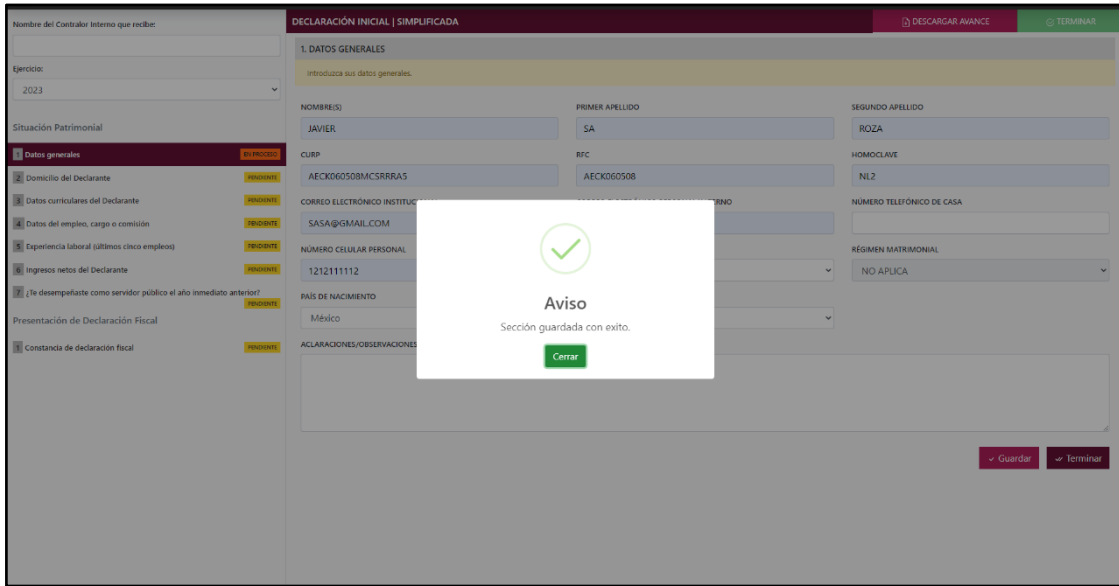 Nombre del Contralor Interno que recibe:
Ejercicio:
2023
Situación Patrimonial
1 Datos generales EN PROCESO
2 Domicilio del Declarante PENDIENTE
3 Datos curriculares del Declarante PENDIENTE
4 Datos del empleo, cargo o comisión PENDIENTE
5 Experiencia laboral (últimos cinco empleos) PENDIENTE
6 Ingresos netos del Declarante PENDIENTE
7 ¿Te desempeñaste como servidor público el año inmediato anterior?
PENDIENTE
Presentación de Declaración Fiscal
1 Constancia de declaración fiscal PENDIENTE
DECLARACIÓN INICIAL | SIMPLIFICADA DESCARGAR AVANCE TERMINAR
1. DATOS GENERALES
Introduzca sus datos generales.
NOMBRE(S) PRIMER APELLIDO SEGUNDO APELLIDO
JAVIER SA ROZA
CURP RFC HOMOCLAVE
AECK060508MCSRRRA5 AECK060508 NL2
CORREO ELECTRÓNICO NÚMERO TELEFÓNICO DE CASA
SASA@GMAIL.COM
NÚMERO CELULAR PERSONAL RÉGIMEN MATRIMONIAL
1212111112 NO APLICA
PAÍS DE NACIMIENTO
México
ACLARACIONES/OBSERVACIONES
Aviso
Sección guardada con exito.
Cerrar
Guardar Terminar